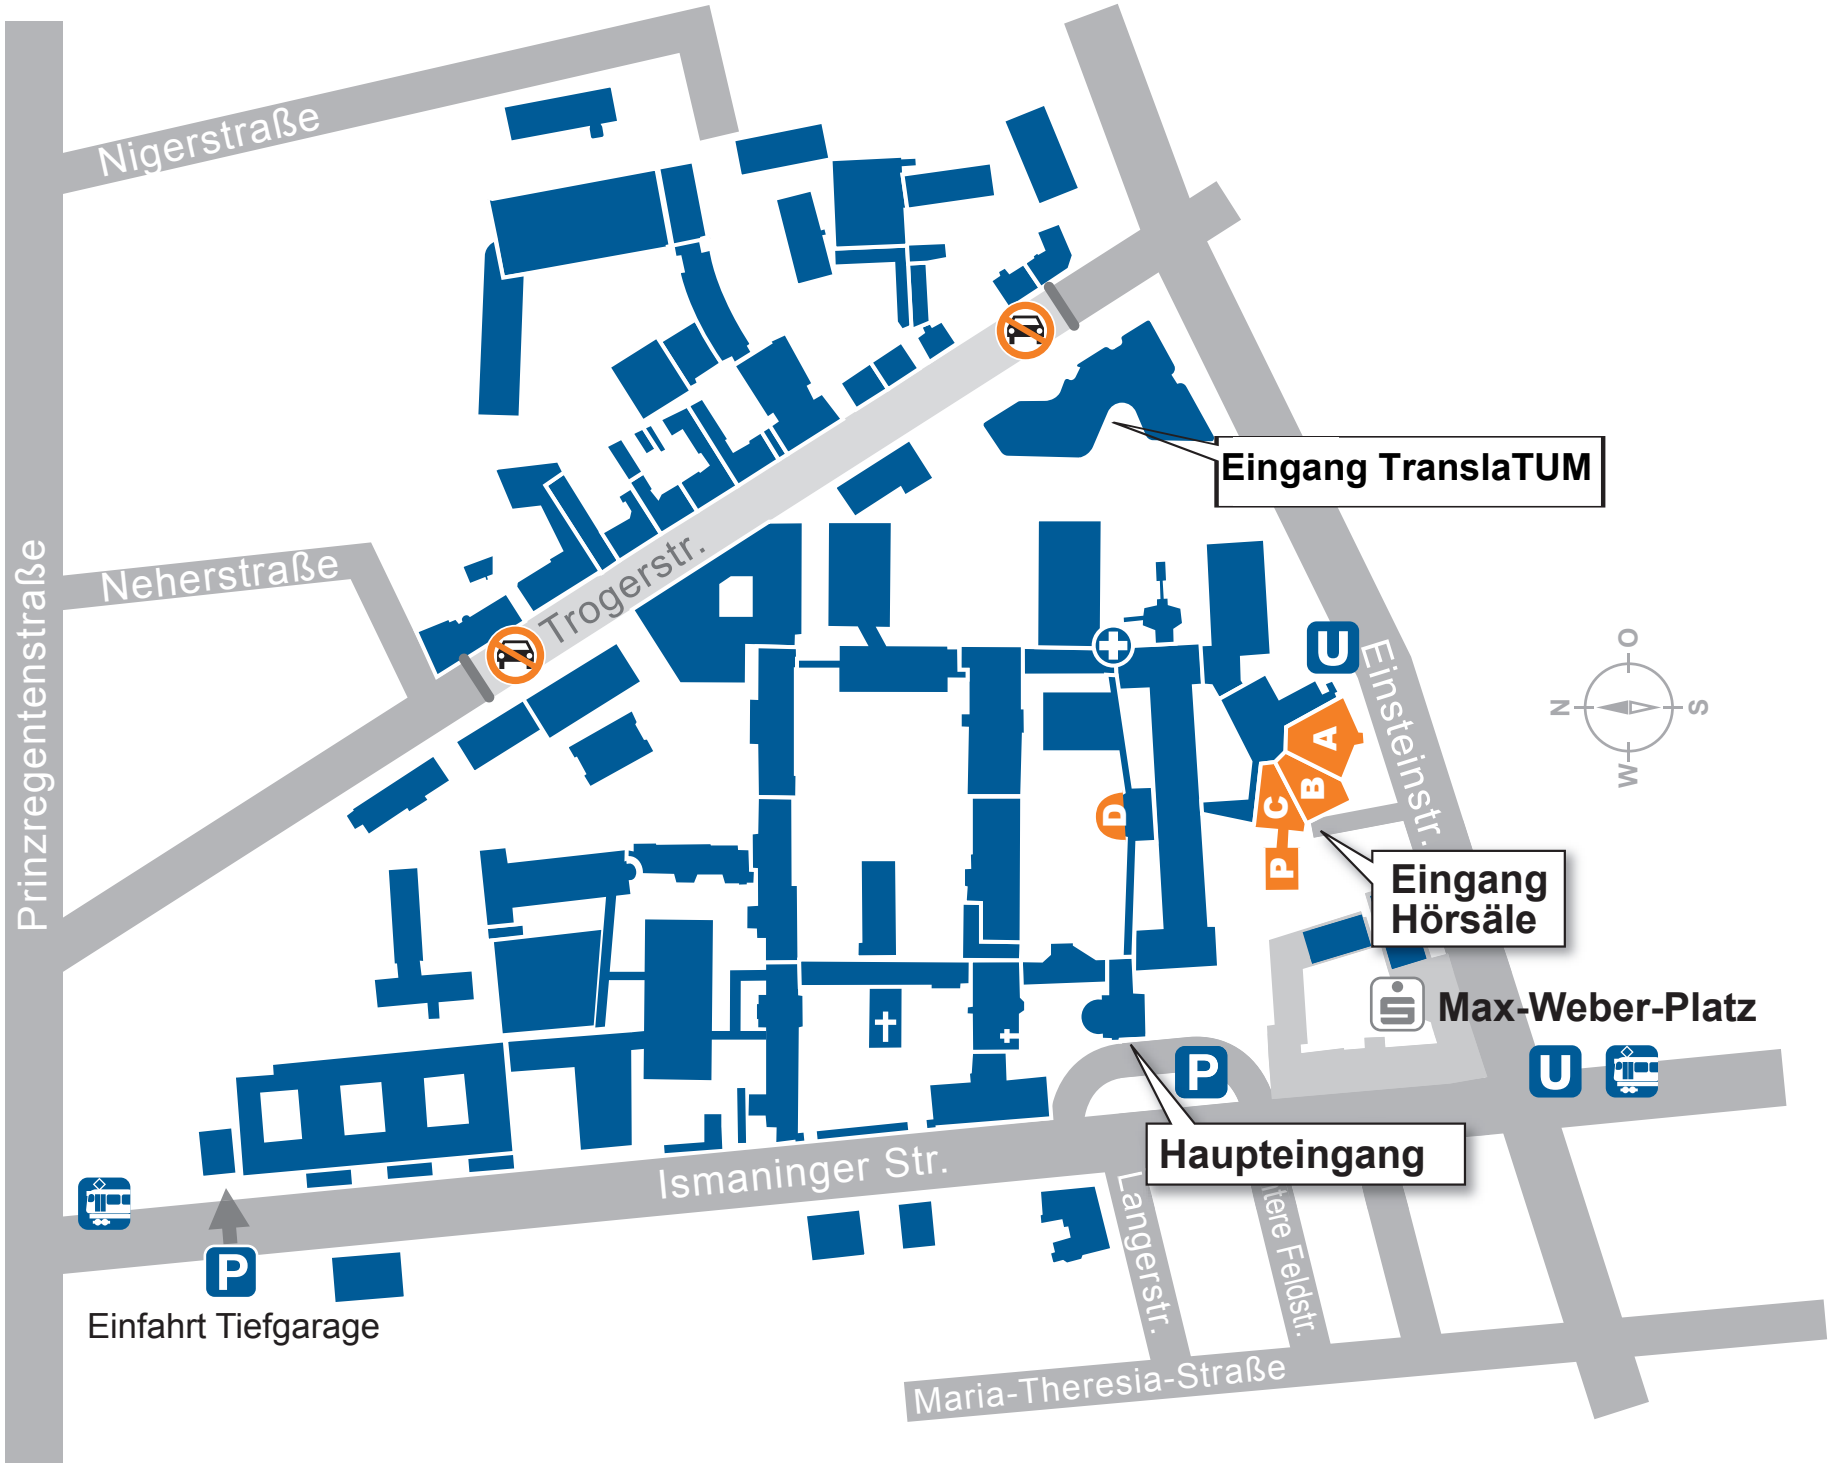 Nigerstraße
Eingang TranslaTUM
Prinzregentenstraße
Neherstraße
Trogerstr.
U
Einsteinstr.
O
N
S
W
A
B
C
D
P
Eingang
Hörsäle
Max-Weber-Platz
P
U
Haupteingang
Ismaninger Str.
Langerstr.
ntere Feldstr.
P
Einfahrt Tiefgarage
Maria-Theresia-Straße